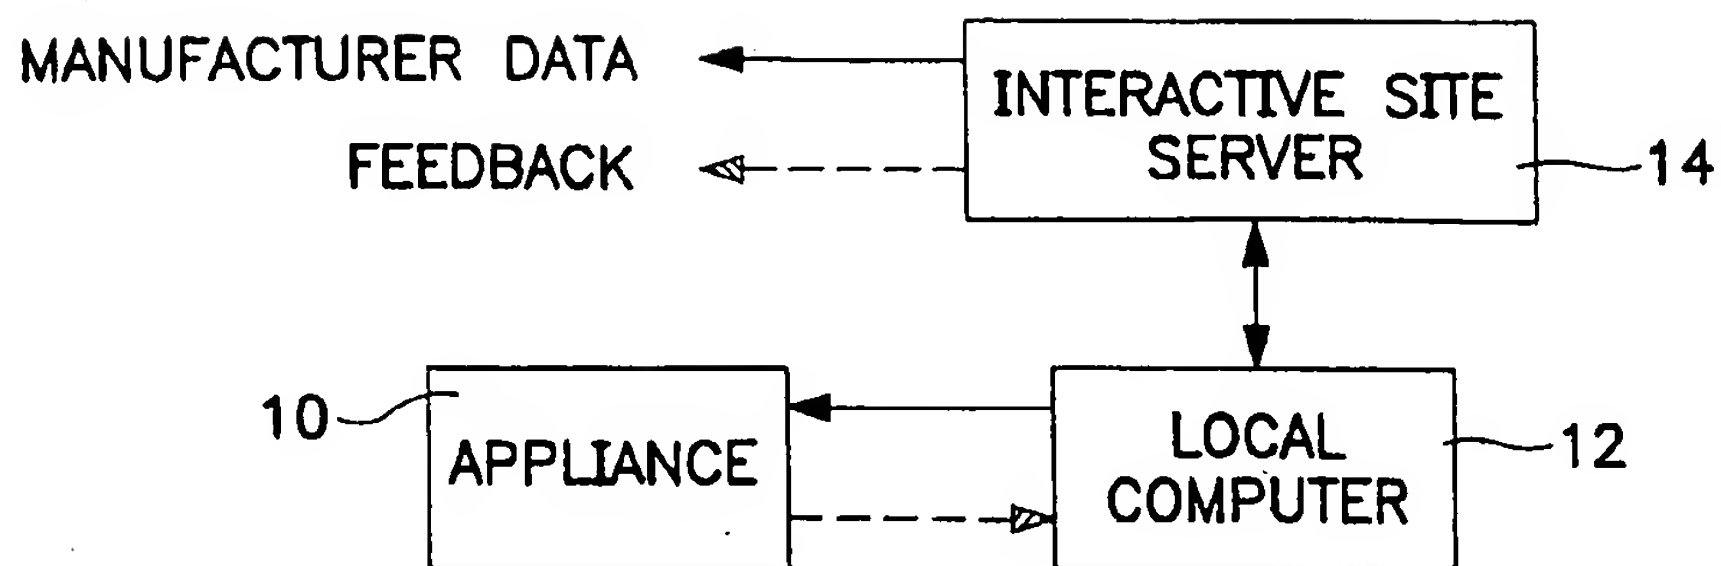 MANUFACTURER DATA
INTERACTIVE SITE
SERVER
FEEDBACK
14
10
APPLIANCE
LOCAL
COMPUTER
12